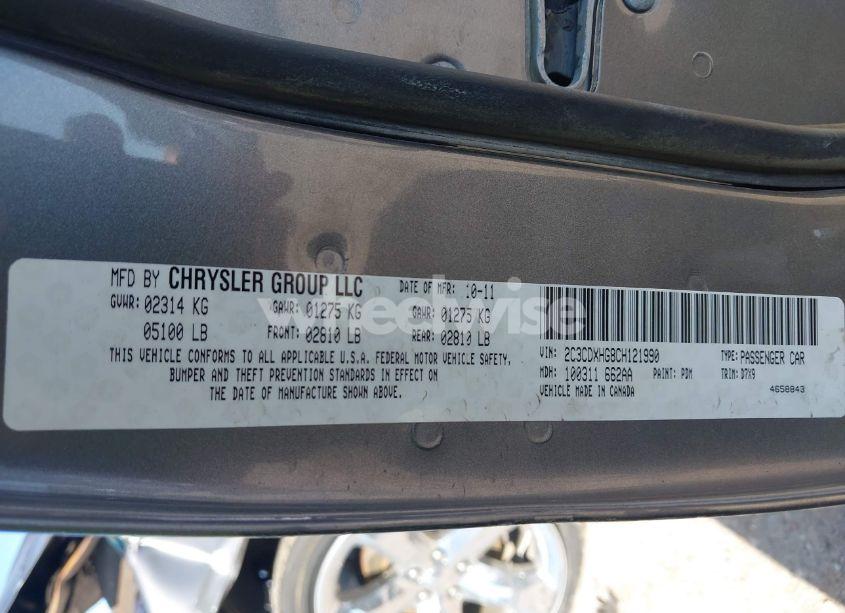 MFD BY CHRYSLER GROUP LLC DATE OF MFR: 10-11
GVWR: 02314 KG GAWR: 01275 KG GAWR: 01275 KG
05100 LB FRONT: 02810 LB REAR: 02810 LB
THIS VEHICLE CONFORMS TO ALL APPLICABLE U.S.A. FEDERAL MOTOR VEHICLE SAFETY,
BUMPER AND THEFT PREVENTION STANDARDS IN EFFECT ON
THE DATE OF MANUFACTURE SHOWN ABOVE.
VIN: 2C3CDXHG8CH121990 TYPE: PASSENGER CAR
MDH: 100311 662AA PAINT: PDM TRIM: D7X9
VEHICLE MADE IN CANADA 4658843